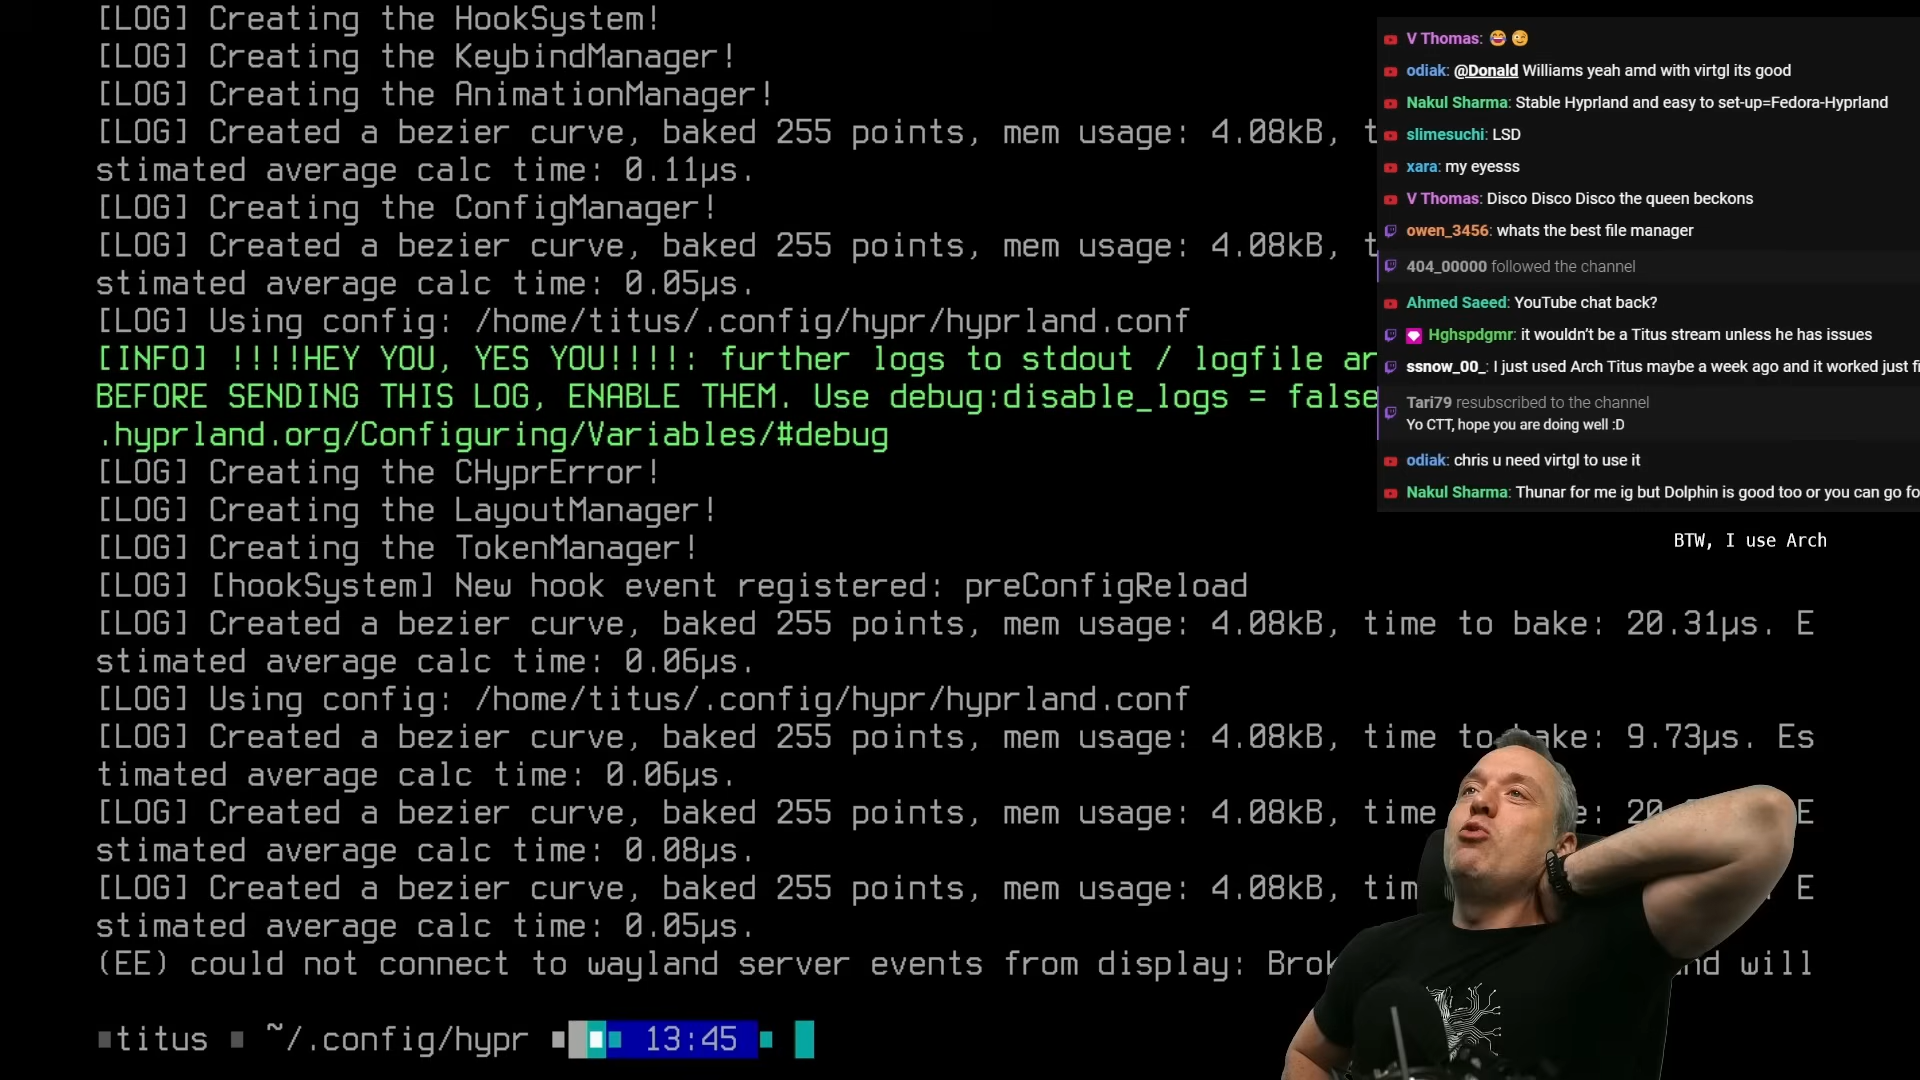 [LOG] Creating the HookSystem!
[LOG] Creating the KeybindManager!
[LOG] Creating the AnimationManager!
[LOG] Created a bezier curve, baked 255 points, mem usage: 4.08kB, t
stimated average calc time: 0.11µs.
[LOG] Creating the ConfigManager!
[LOG] Created a bezier curve, baked 255 points, mem usage: 4.08kB, t
stimated average calc time: 0.05µs.
[LOG] Using config: /home/titus/.config/hypr/hyprland.conf
[INFO] !!!!HEY YOU, YES YOU!!!!: further logs to stdout / logfile ar
BEFORE SENDING THIS LOG, ENABLE THEM. Use debug:disable_logs = false
.hyprland.org/Configuring/Variables/#debug
[LOG] Creating the CHyprError!
[LOG] Creating the LayoutManager!
[LOG] Creating the TokenManager!
[LOG] [hookSystem] New hook event registered: preConfigReload
[LOG] Created a bezier curve, baked 255 points, mem usage: 4.08kB, time to bake: 20.31µs. E
stimated average calc time: 0.06µs.
[LOG] Using config: /home/titus/.config/hypr/hyprland.conf
[LOG] Created a bezier curve, baked 255 points, mem usage: 4.08kB, time to ake: 9.73µs. Es
timated average calc time: 0.06µs.
[LOG] Created a bezier curve, baked 255 points, mem usage: 4.08kB, time E
stimated average calc time: 0.08µs.
[LOG] Created a bezier curve, baked 255 points, mem usage: 4.08kB, tim E
stimated average calc time: 0.05µs.
(EE) could not connect to wayland server events from display: Brok nd will
titus ~/.config/hypr 13:45
V Thomas: 😂 😉
odiak: @Donald Williams yeah amd with virtgl its good
Nakul Sharma: Stable Hyprland and easy to set-up=Fedora-Hyprland
slimesuchi: LSD
xara: my eyesss
V Thomas: Disco Disco Disco the queen beckons
owen_3456: whats the best file manager
404_00000 followed the channel
Ahmed Saeed: YouTube chat back?
Hghspdgmr: it wouldn't be a Titus stream unless he has issues
ssnow_00_: I just used Arch Titus maybe a week ago and it worked just fi
Tari79 resubscribed to the channel
Yo CTT, hope you are doing well :D
odiak: chris u need virtgl to use it
Nakul Sharma: Thunar for me ig but Dolphin is good too or you can go fo
BTW, I use Arch